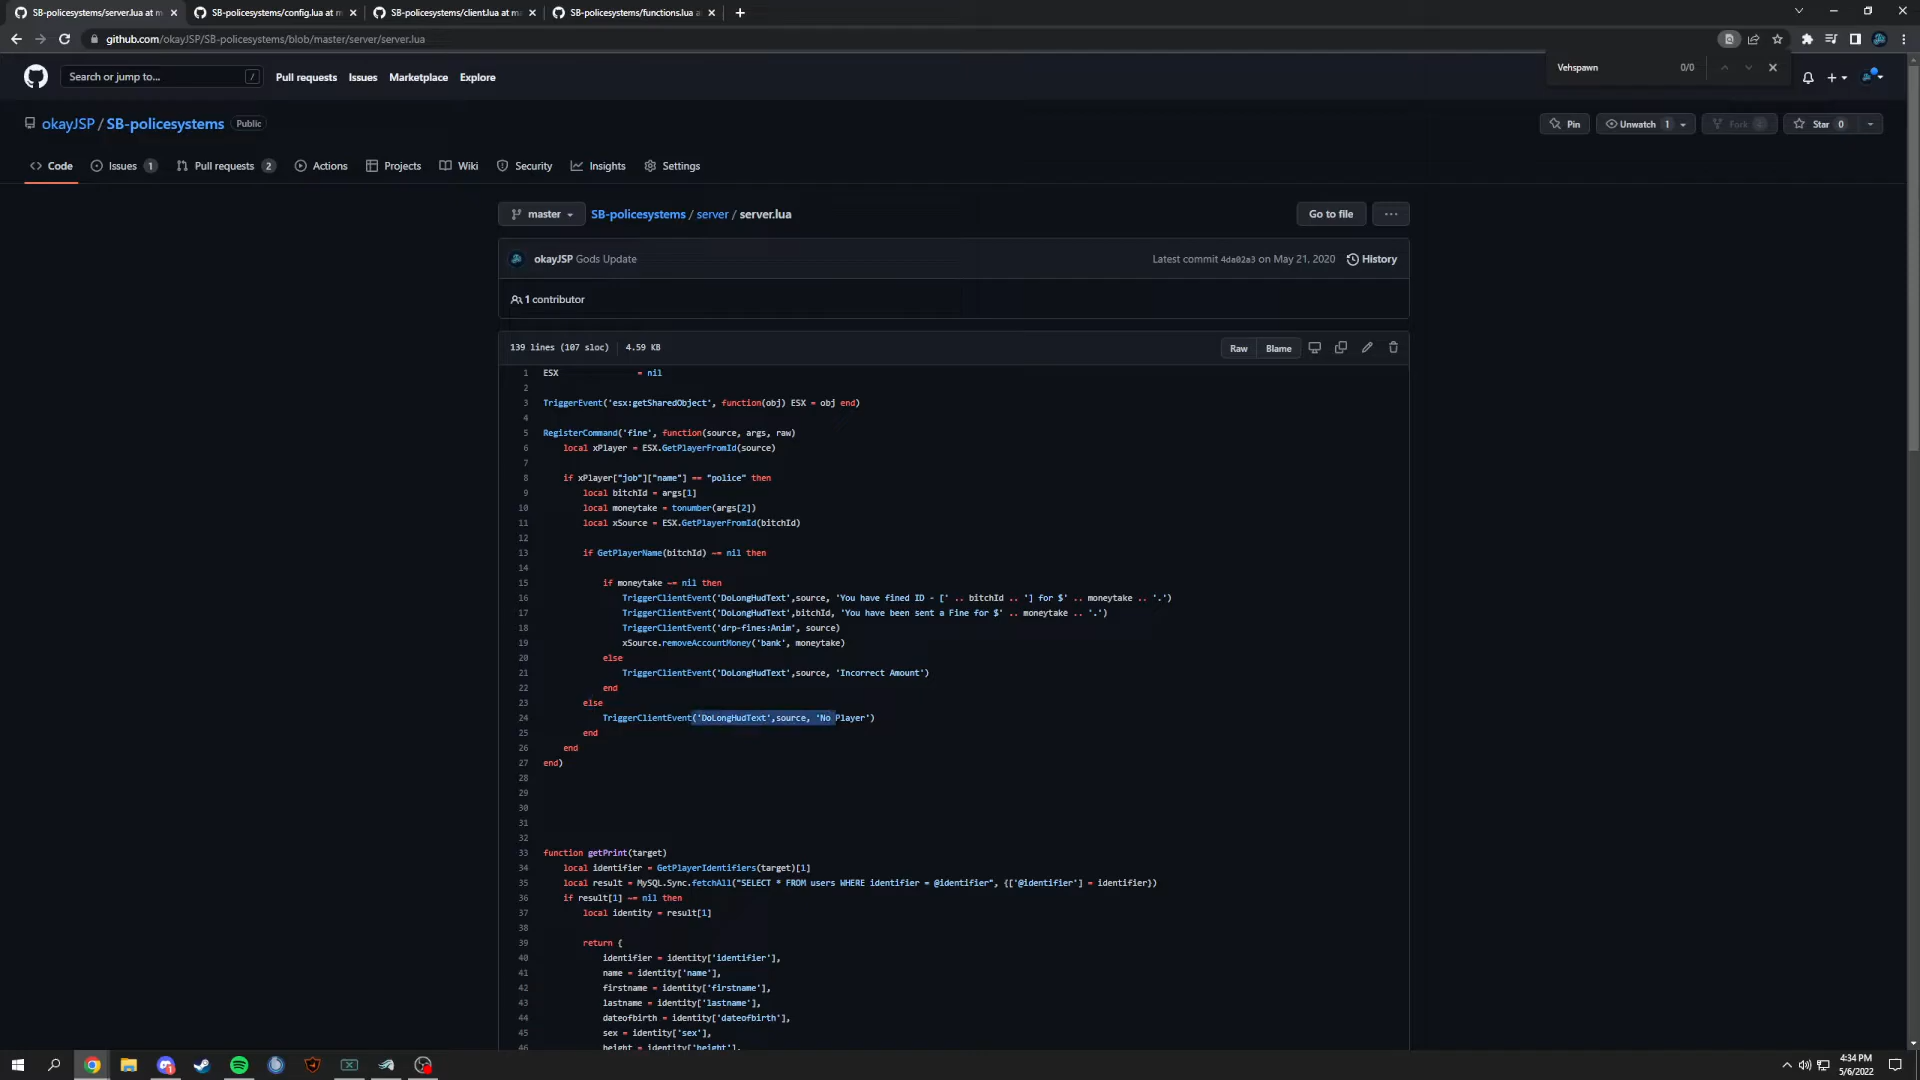 SB-policesystems/server.lua at m
SB-policesystems/config.lua at m
SB-policesystems/client.lua at m
SB-policesystems/functions.lua a
github.com/okayJSP/SB-policesystems/blob/master/server/server.lua
Vehspawn 0/0
Search or jump to... /
Pull requests Issues Marketplace Explore
okayJSP / SB-policesystems Public
Pin Unwatch 1 Fork Star 0
Code Issues 1 Pull requests 2 Actions Projects Wiki Security Insights Settings
master SB-policesystems / server / server.lua Go to file ...
okayJSP Gods Update Latest commit 4da02a3 on May 21, 2020 History
1 contributor
139 lines (107 sloc) 4.59 KB Raw Blame
1 ESX = nil
2
3 TriggerEvent('esx:getSharedObject', function(obj) ESX = obj end)
4
5 RegisterCommand('fine', function(source, args, raw)
6 local xPlayer = ESX.GetPlayerFromId(source)
7
8 if xPlayer["job"]["name"] == "police" then
9 local bitchId = args[1]
10 local moneytake = tonumber(args[2])
11 local xSource = ESX.GetPlayerFromId(bitchId)
12
13 if GetPlayerName(bitchId) ~= nil then
14
15 if moneytake ~= nil then
16 TriggerClientEvent('DoLongHudText',source, 'You have fined ID - [' .. bitchId .. '] for $' .. moneytake .. '.')
17 TriggerClientEvent('DoLongHudText',bitchId, 'You have been sent a Fine for $' .. moneytake .. '.')
18 TriggerClientEvent('drp-fines:Anim', source)
19 xSource.removeAccountMoney('bank', moneytake)
20 else
21 TriggerClientEvent('DoLongHudText',source, 'Incorrect Amount')
22 end
23 else
24 TriggerClientEvent('DoLongHudText',source, 'No Player')
25 end
26 end
27 end)
28
29
30
31
32
33 function getPrint(target)
34 local identifier = GetPlayerIdentifiers(target)[1]
35 local result = MySQL.Sync.fetchAll("SELECT * FROM users WHERE identifier = @identifier", {['@identifier'] = identifier})
36 if result[1] ~= nil then
37 local identity = result[1]
38
39 return {
40 identifier = identity['identifier'],
41 name = identity['name'],
42 firstname = identity['firstname'],
43 lastname = identity['lastname'],
44 dateofbirth = identity['dateofbirth'],
45 sex = identity['sex'],
46 height = identity['height'],
4:34 PM
5/6/2022